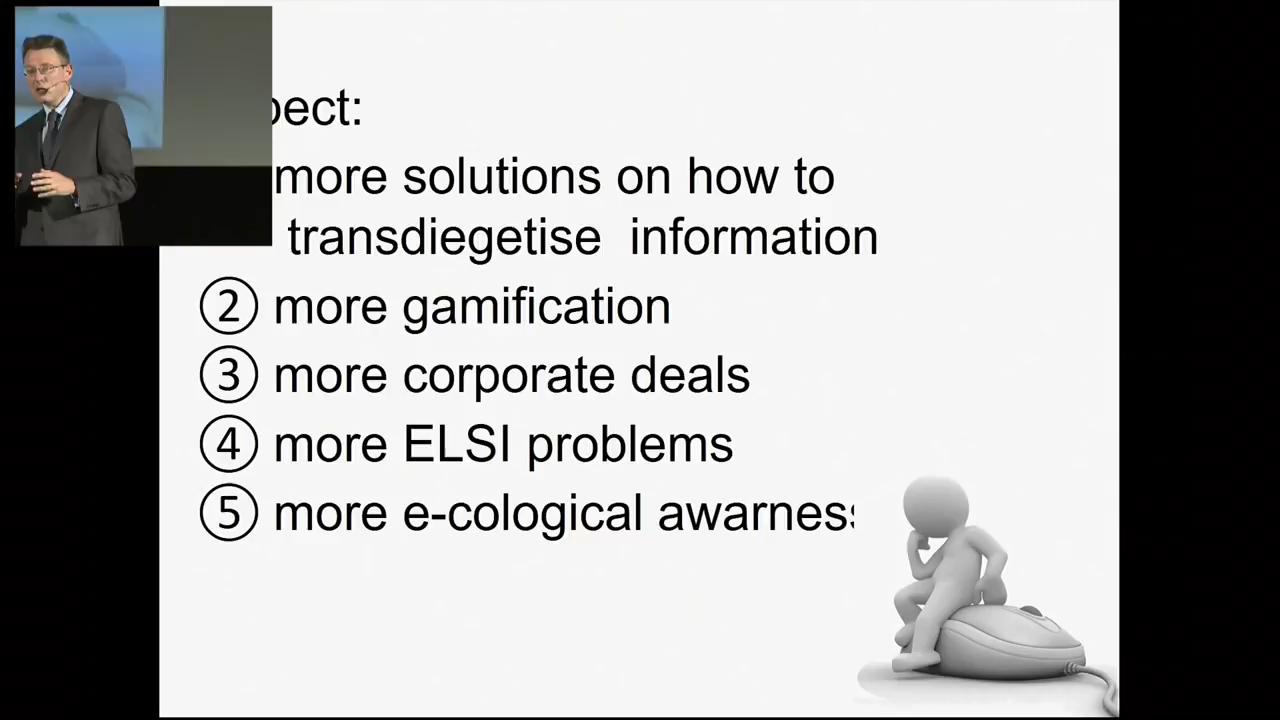 pect:
more solutions on how to
transdiegetise information
② more gamification
③ more corporate deals
④ more ELSI problems
⑤ more e-cological awarness